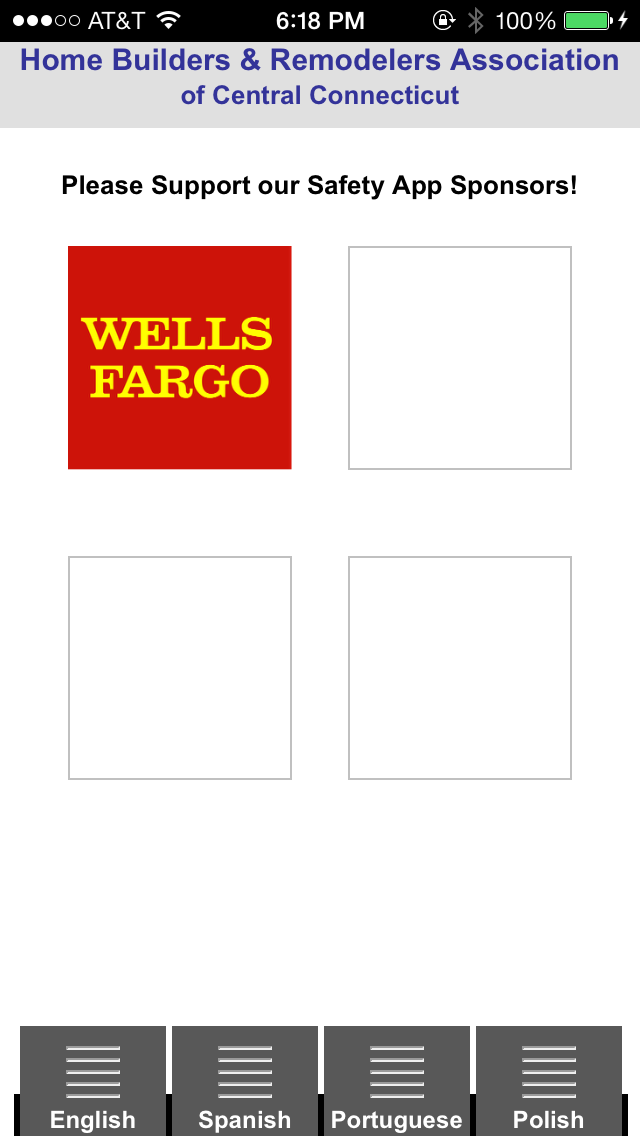 AT&T 6:18 PM 100%
Home Builders & Remodelers Association
of Central Connecticut
Please Support our Safety App Sponsors!
WELLS
FARGO
English Spanish Portuguese Polish